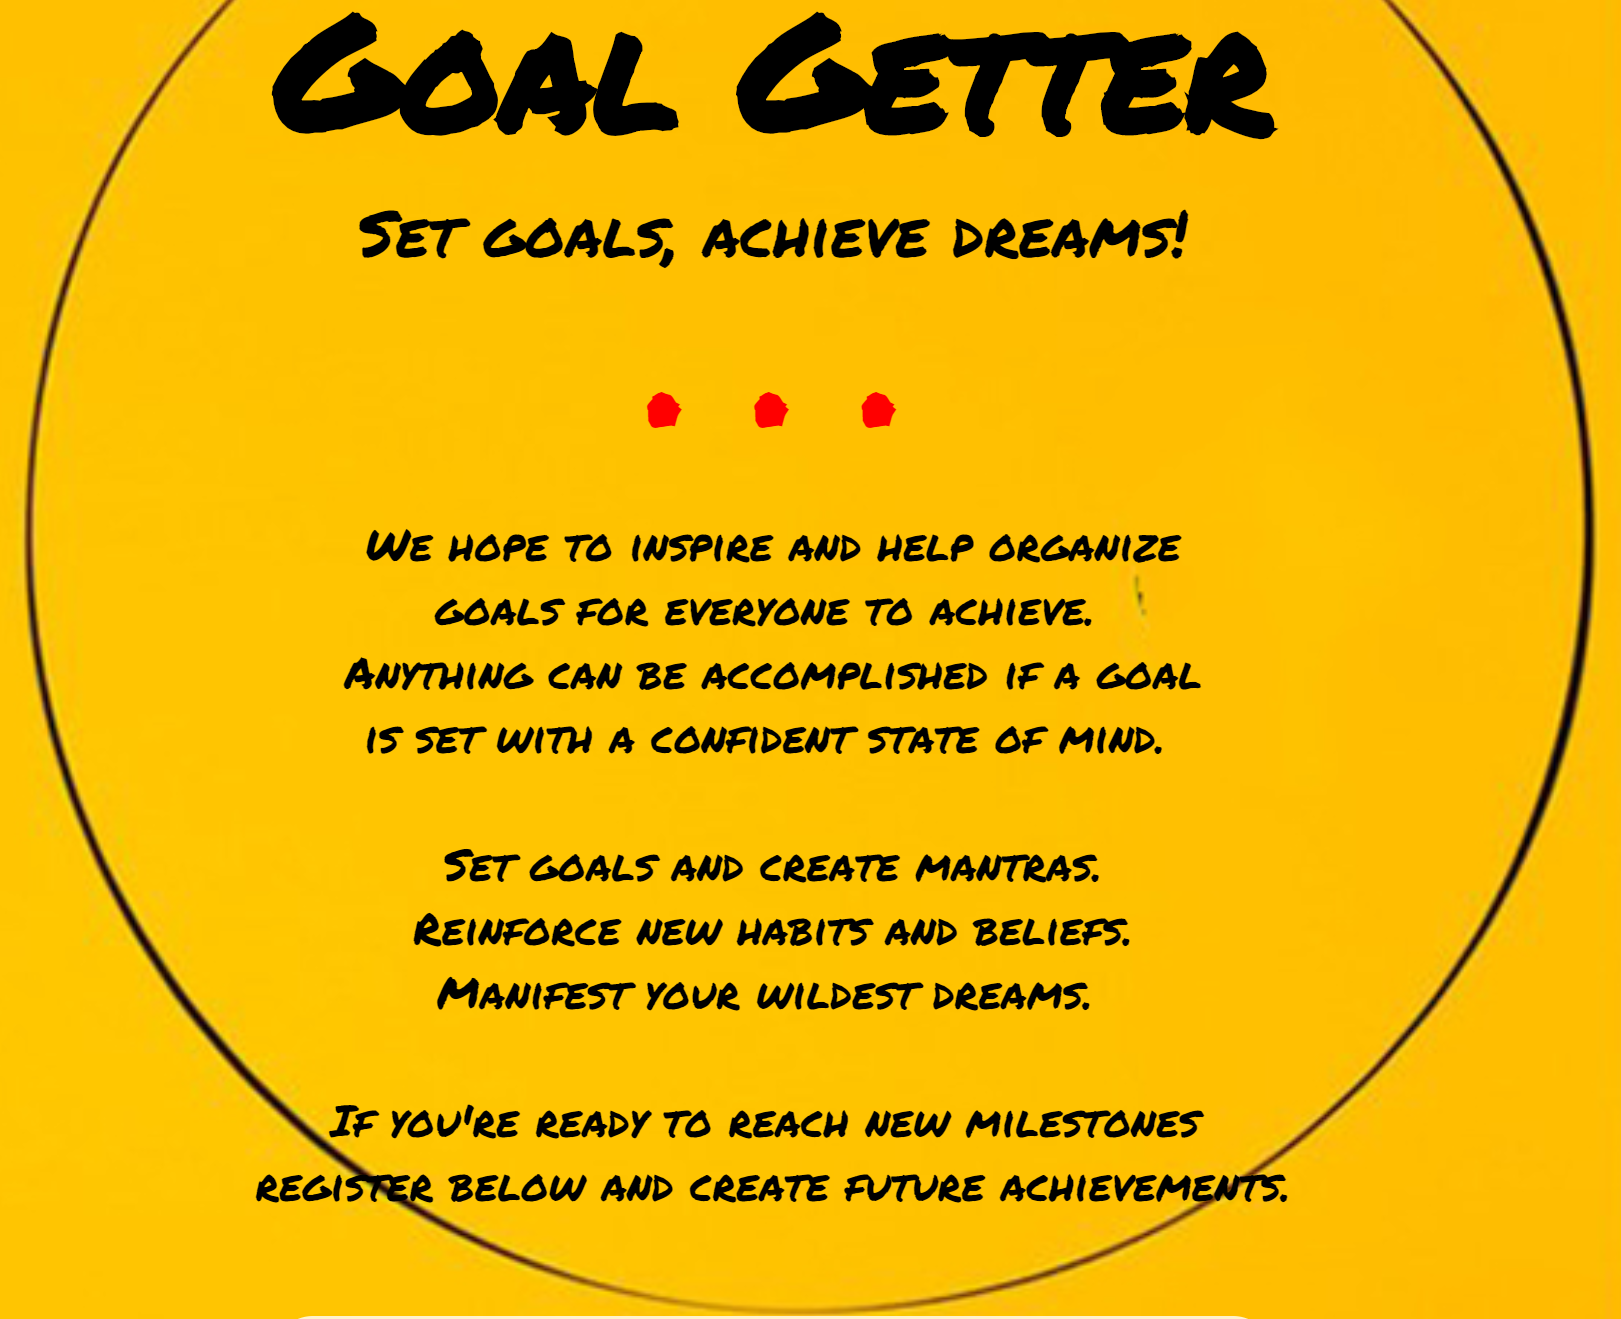 Goal Getter
Set goals, achieve dreams!
We hope to inspire and help organize
goals for everyone to achieve.
Anything can be accomplished if a goal
is set with a confident state of mind.
Set goals and create mantras.
Reinforce new habits and beliefs.
Manifest your wildest dreams.
If you're ready to reach new milestones
register below and create future achievements.